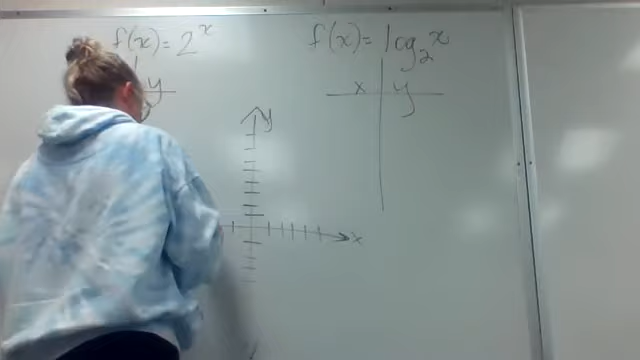 f(x) = 2^x
y
f(x) = log₂x
x y
y
x